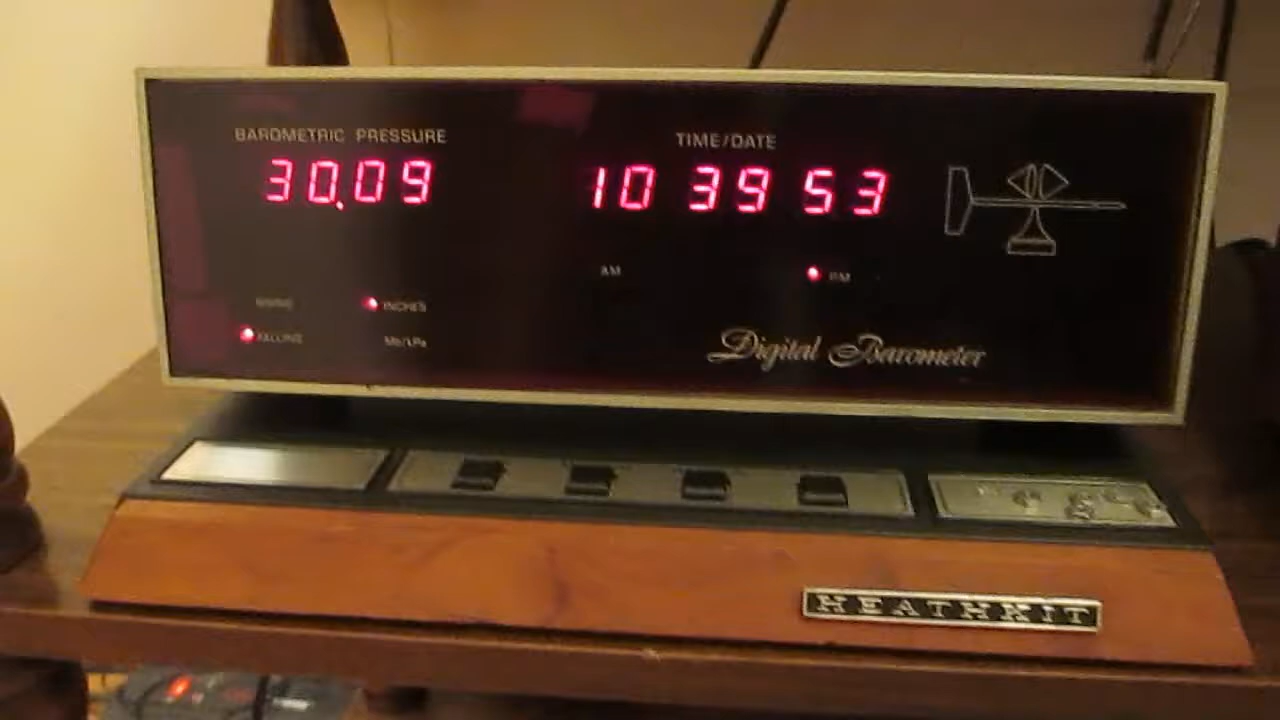 BAROMETRIC PRESSURE
TIME/DATE
30.09
10 39 53
AM
PM
RISING
INCHES
FALLING
Mb/kPa
Digital Barometer
HEATHKIT